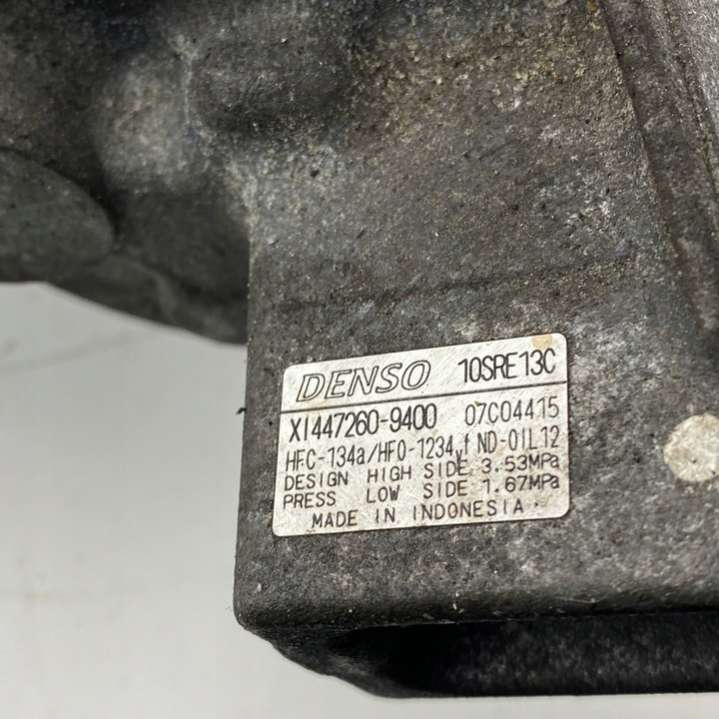 DENSO 10SRE13C
XI447260-9400 07C04415
HFC-134a/HFO-1234yf ND-OIL12
DESIGN HIGH SIDE 3.53MPa
PRESS LOW SIDE 1.67MPa
MADE IN INDONESIA